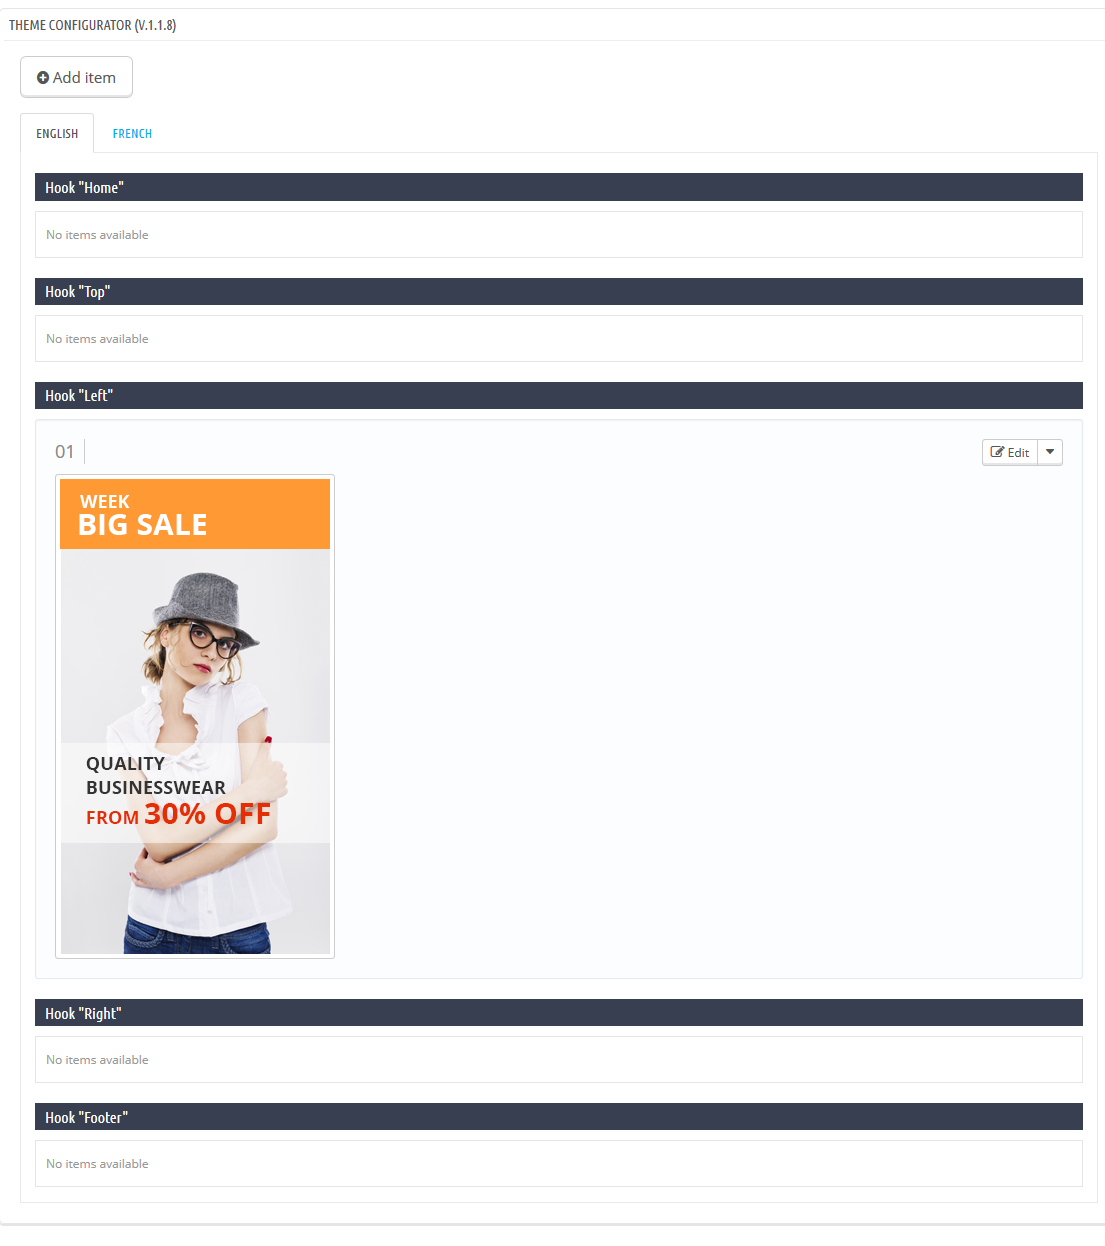 THEME CONFIGURATOR (V.1.1.8)
Add item
ENGLISH
FRENCH
Hook "Home"
No items available
Hook "Top"
No items available
Hook "Left"
01
Edit
WEEK
BIG SALE
QUALITY
BUSINESSWEAR
FROM 30% OFF
Hook "Right"
No items available
Hook "Footer"
No items available